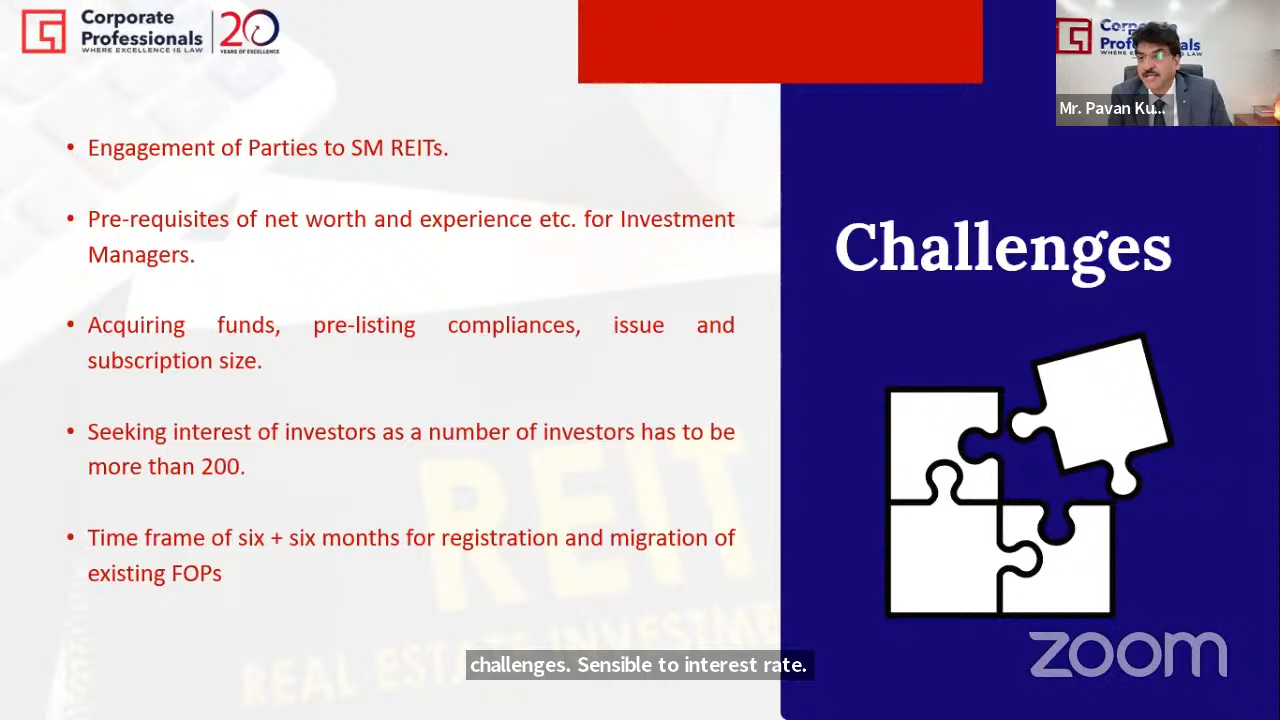 Corporate
Professionals
WHERE EXCELLENCE IS LAW
20
YEARS OF EXCELLENCE
Corporate
Mr. Pavan Ku...
• Engagement of Parties to SM REITs.
• Pre-requisites of net worth and experience etc. for Investment
Managers.
• Acquiring funds, pre-listing compliances, issue and
subscription size.
• Seeking interest of investors as a number of investors has to be
more than 200.
• Time frame of six + six months for registration and migration of
existing FOPs
Challenges
REIT
REAL ESTATE INVESTME
challenges. Sensible to interest rate.
zoom